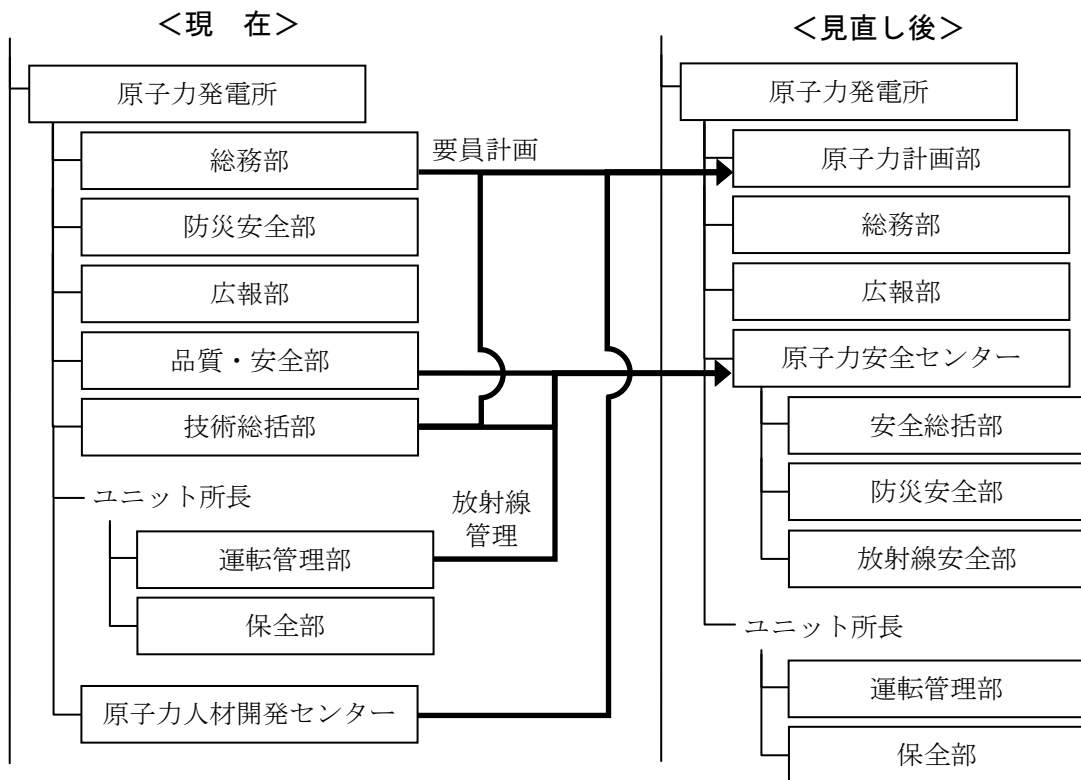 ＜現　在＞
原子力発電所
総務部
要員計画
防災安全部
広報部
品質・安全部
技術総括部
ユニット所長
放射線
管理
運転管理部
保全部
原子力人材開発センター
＜見直し後＞
原子力発電所
原子力計画部
総務部
広報部
原子力安全センター
安全総括部
防災安全部
放射線安全部
ユニット所長
運転管理部
保全部